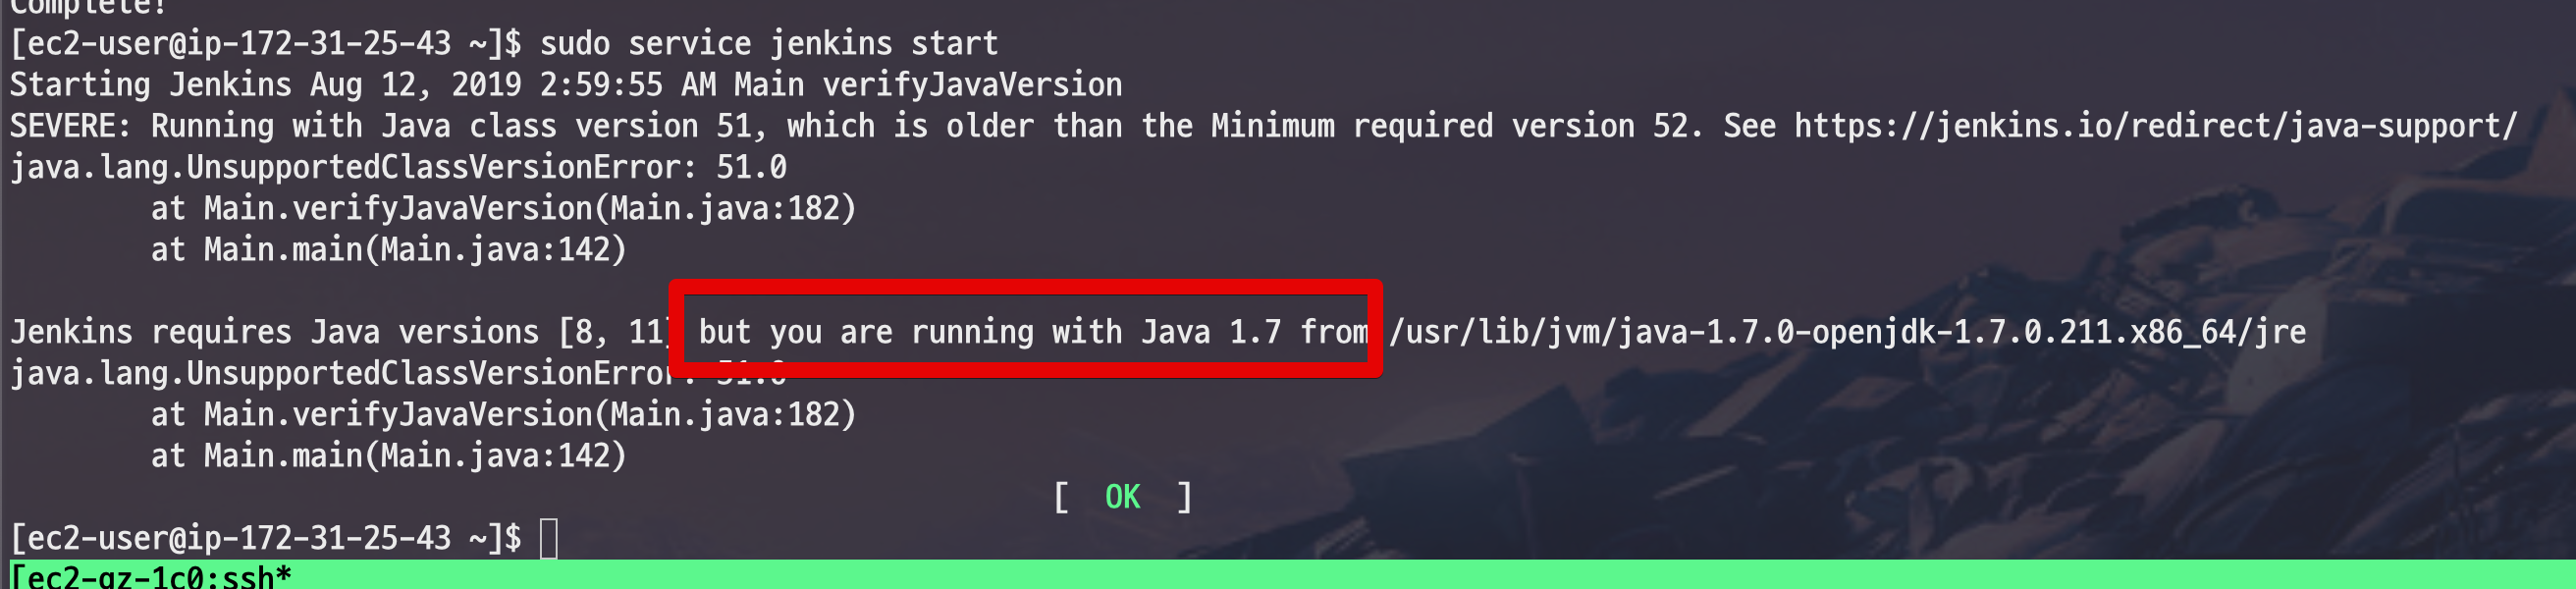 Complete!
[ec2-user@ip-172-31-25-43 ~]$ sudo service jenkins start
Starting Jenkins Aug 12, 2019 2:59:55 AM Main verifyJavaVersion
SEVERE: Running with Java class version 51, which is older than the Minimum required version 52. See https://jenkins.io/redirect/java-support/
java.lang.UnsupportedClassVersionError: 51.0
at Main.verifyJavaVersion(Main.java:182)
at Main.main(Main.java:142)
Jenkins requires Java versions [8, 11] but you are running with Java 1.7 from /usr/lib/jvm/java-1.7.0-openjdk-1.7.0.211.x86_64/jre
java.lang.UnsupportedClassVersionError: 51.0
at Main.verifyJavaVersion(Main.java:182)
at Main.main(Main.java:142)
[ OK ]
[ec2-user@ip-172-31-25-43 ~]$
[ec2-gz-1c0:ssh*